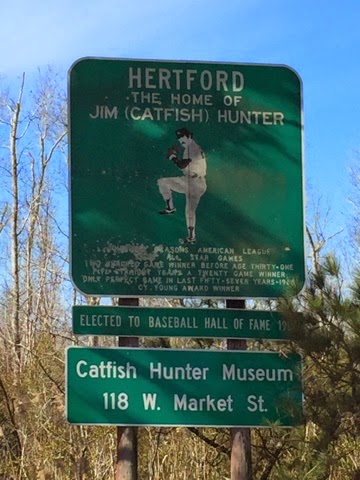 HERTFORD
THE HOME OF
JIM (CATFISH) HUNTER
SEASONS AMERICAN LEAGUE
ALL STAR GAMES
TWO HUNDRED GAME WINNER BEFORE AGE THIRTY-ONE
FIVE STRAIGHT YEARS A TWENTY GAME WINNER
ONLY PERFECT GAME IN LAST FIFTY-SEVEN YEARS-1968
CY. YOUNG AWARD WINNER
ELECTED TO BASEBALL HALL OF FAME
Catfish Hunter Museum
118 W. Market St.